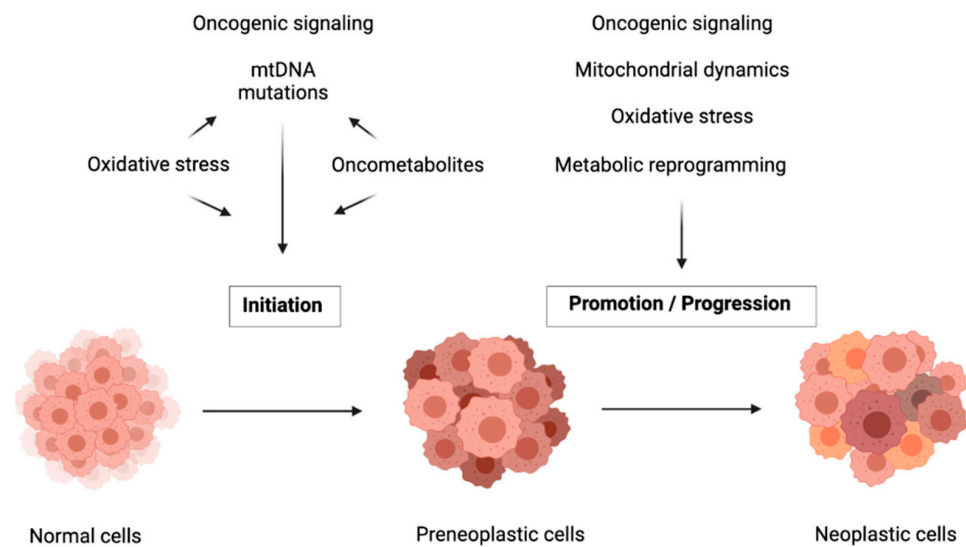 Oncogenic signaling
mtDNA
mutations
Oxidative stress
Oncometabolites
Initiation
Oncogenic signaling
Mitochondrial dynamics
Oxidative stress
Metabolic reprogramming
Promotion / Progression
Normal cells
Preneoplastic cells
Neoplastic cells